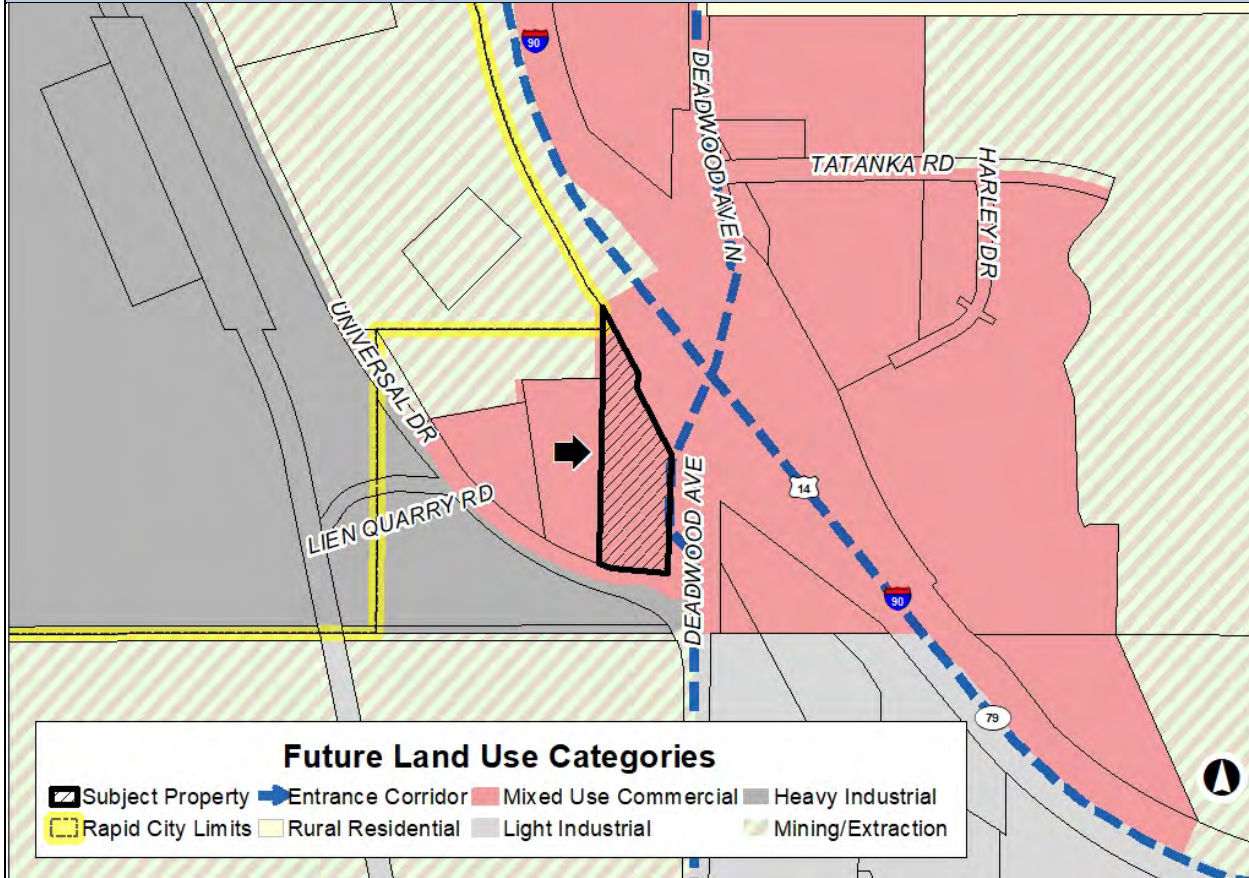 90
DEADWOOD AVE N
TATANKA RD
HARLEY DR
UNIVERSAL DR
LIEN QUARRY RD
DEADWOOD AVE
14
90
79
Future Land Use Categories
Subject Property Entrance Corridor Mixed Use Commercial Heavy Industrial
Rapid City Limits Rural Residential Light Industrial Mining/Extraction